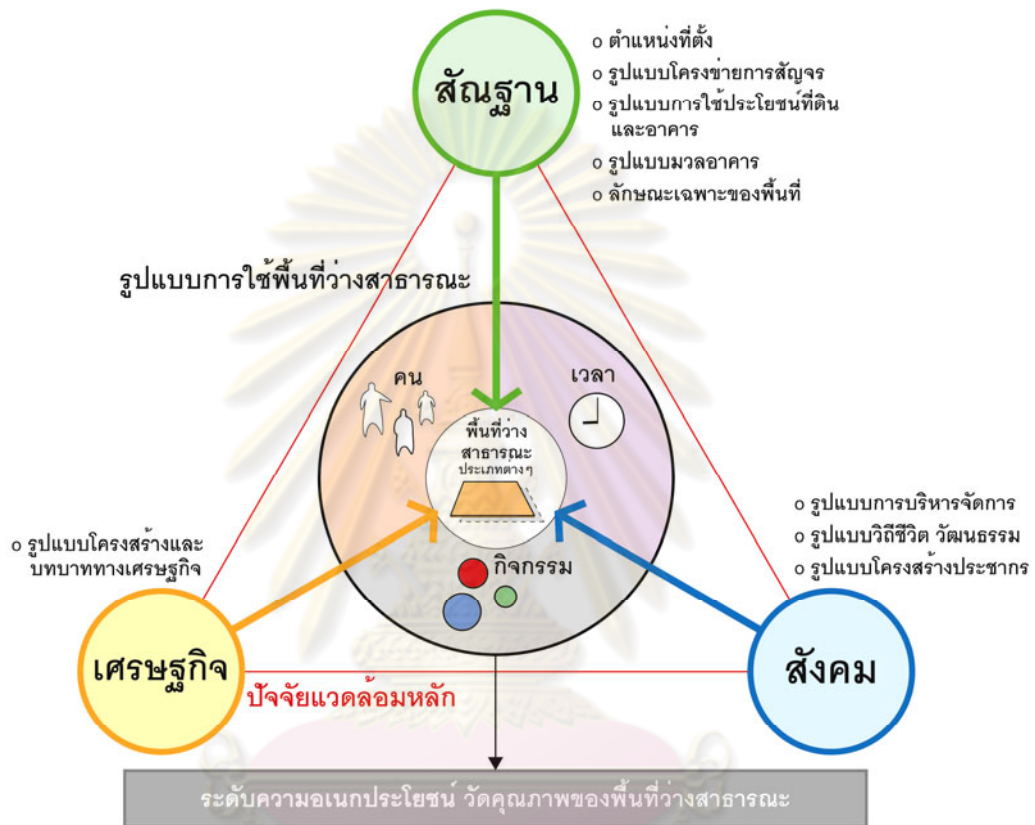 สัณฐาน
o ตำแหน่งที่ตั้ง
o รูปแบบโครงข่ายการสัญจร
o รูปแบบการใช้ประโยชน์ที่ดิน
และอาคาร
o รูปแบบมวลอาคาร
o ลักษณะเฉพาะของพื้นที่
รูปแบบการใช้พื้นที่ว่างสาธารณะ
คน
เวลา
พื้นที่ว่าง
สาธารณะ
ประเภทต่างๆ
กิจกรรม
o รูปแบบโครงสร้างและ
บทบาททางเศรษฐกิจ
o รูปแบบการบริหารจัดการ
o รูปแบบวิถีชีวิต วัฒนธรรม
o รูปแบบโครงสร้างประชากร
เศรษฐกิจ
สังคม
ปัจจัยแวดล้อมหลัก
ระดับความอเนกประโยชน์ วัดคุณภาพของพื้นที่ว่างสาธารณะ